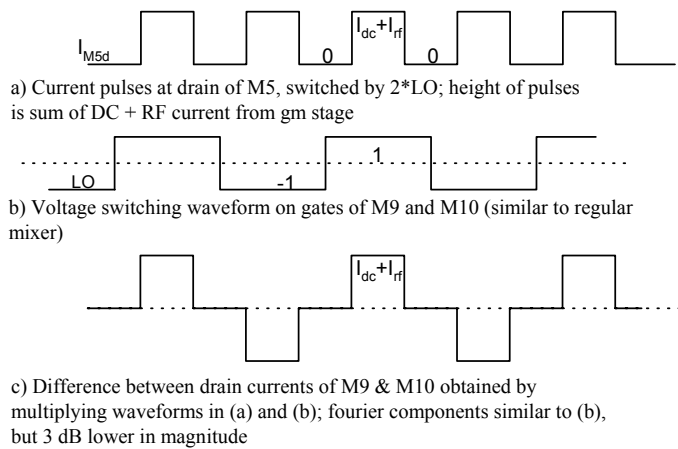 I_M5d
0
I_dc+I_rf
0
a) Current pulses at drain of M5, switched by 2*LO; height of pulses
is sum of DC + RF current from gm stage
LO
-1
1
b) Voltage switching waveform on gates of M9 and M10 (similar to regular
mixer)
I_dc+I_rf
c) Difference between drain currents of M9 & M10 obtained by
multiplying waveforms in (a) and (b); fourier components similar to (b),
but 3 dB lower in magnitude